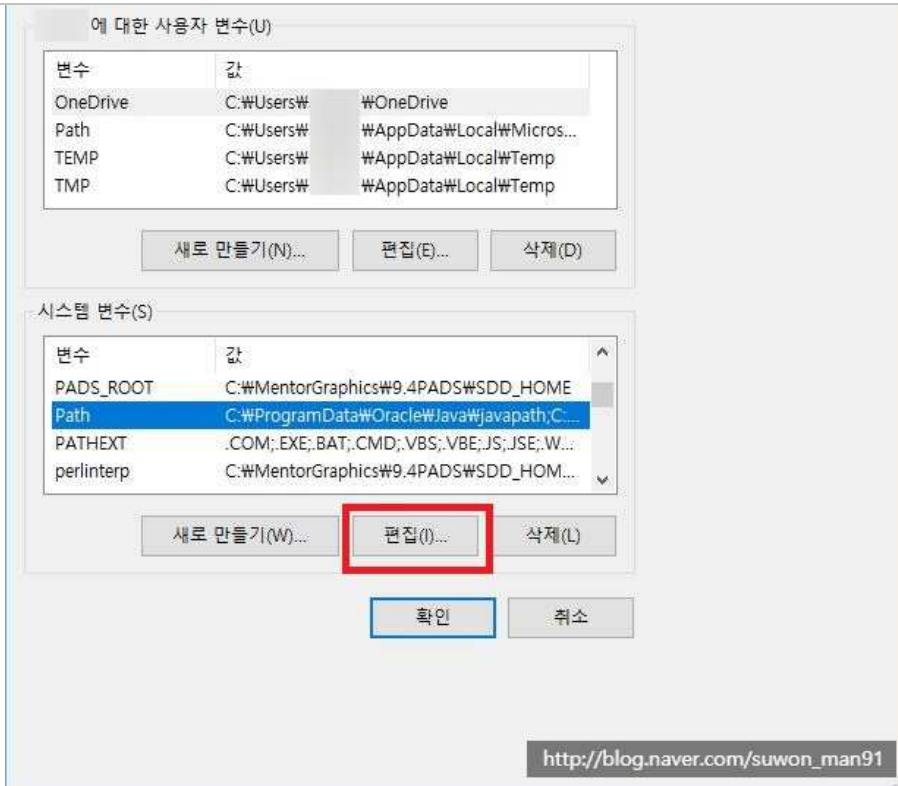 에 대한 사용자 변수(U)
변수 값
OneDrive C:₩Users₩ ₩OneDrive
Path C:₩Users₩ ₩AppData₩Local₩Micros...
TEMP C:₩Users₩ ₩AppData₩Local₩Temp
TMP C:₩Users₩ ₩AppData₩Local₩Temp
새로 만들기(N)... 편집(E)... 삭제(D)
시스템 변수(S)
변수 값
PADS_ROOT C:₩MentorGraphics₩9.4PADS₩SDD_HOME
Path C:₩ProgramData₩Oracle₩Java₩javapath;C:...
PATHEXT .COM;.EXE;.BAT;.CMD;.VBS;.VBE;.JS;.JSE;.W...
perlinterp C:₩MentorGraphics₩9.4PADS₩SDD_HOM...
새로 만들기(W)... 편집(I)... 삭제(L)
확인 취소
http://blog.naver.com/suwon_man91